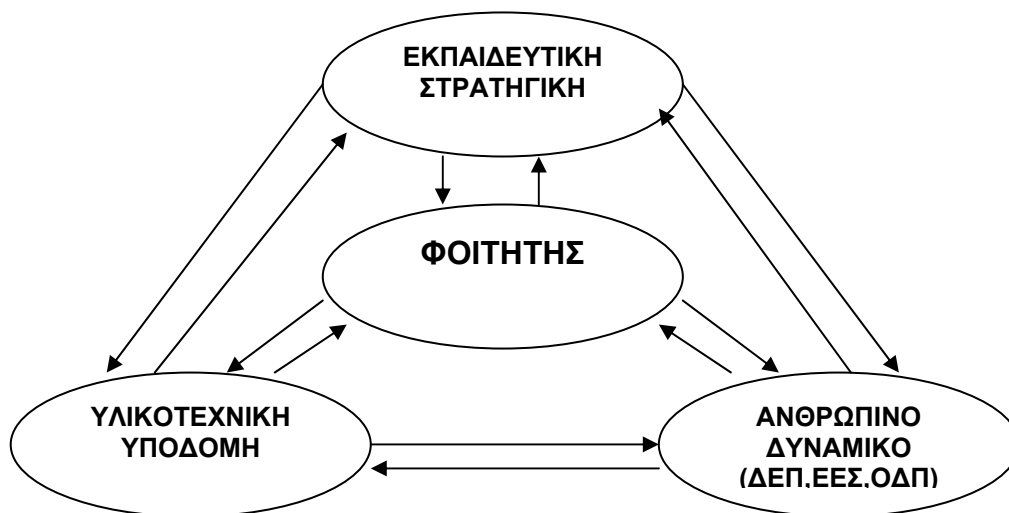 ΕΚΠΑΙΔΕΥΤΙΚΗ
ΣΤΡΑΤΗΓΙΚΗ
ΦΟΙΤΗΤΗΣ
ΥΛΙΚΟΤΕΧΝΙΚΗ
ΥΠΟΔΟΜΗ
ΑΝΘΡΩΠΙΝΟ
ΔΥΝΑΜΙΚΟ
(ΔΕΠ,ΕΕΣ,ΟΔΠ)